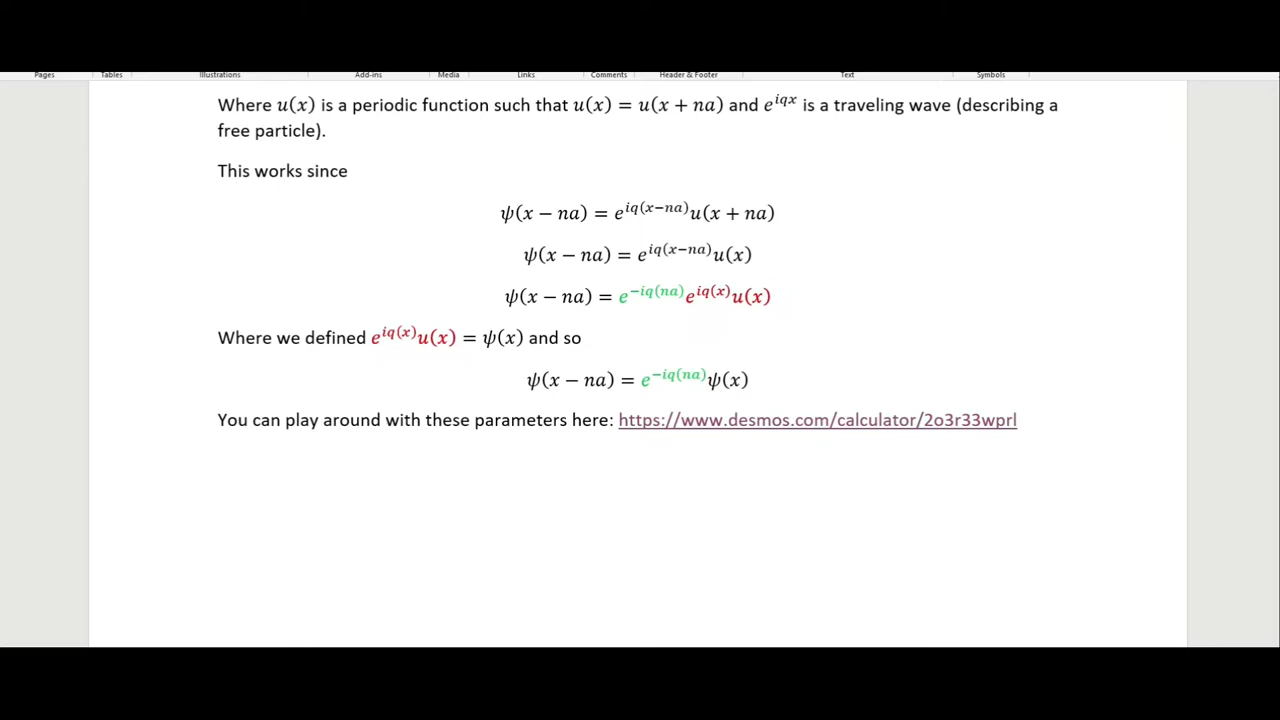 Pages Tables Illustrations Add-ins Media Links Comments Header & Footer Text Symbols
Where u(x) is a periodic function such that u(x) = u(x + na) and e^{iqx} is a traveling wave (describing a
free particle).
This works since
ψ(x − na) = e^{iq(x−na)}u(x + na)
ψ(x − na) = e^{iq(x−na)}u(x)
ψ(x − na) = e^{−iq(na)}e^{iq(x)}u(x)
Where we defined e^{iq(x)}u(x) = ψ(x) and so
ψ(x − na) = e^{−iq(na)}ψ(x)
You can play around with these parameters here: https://www.desmos.com/calculator/2o3r33wprl